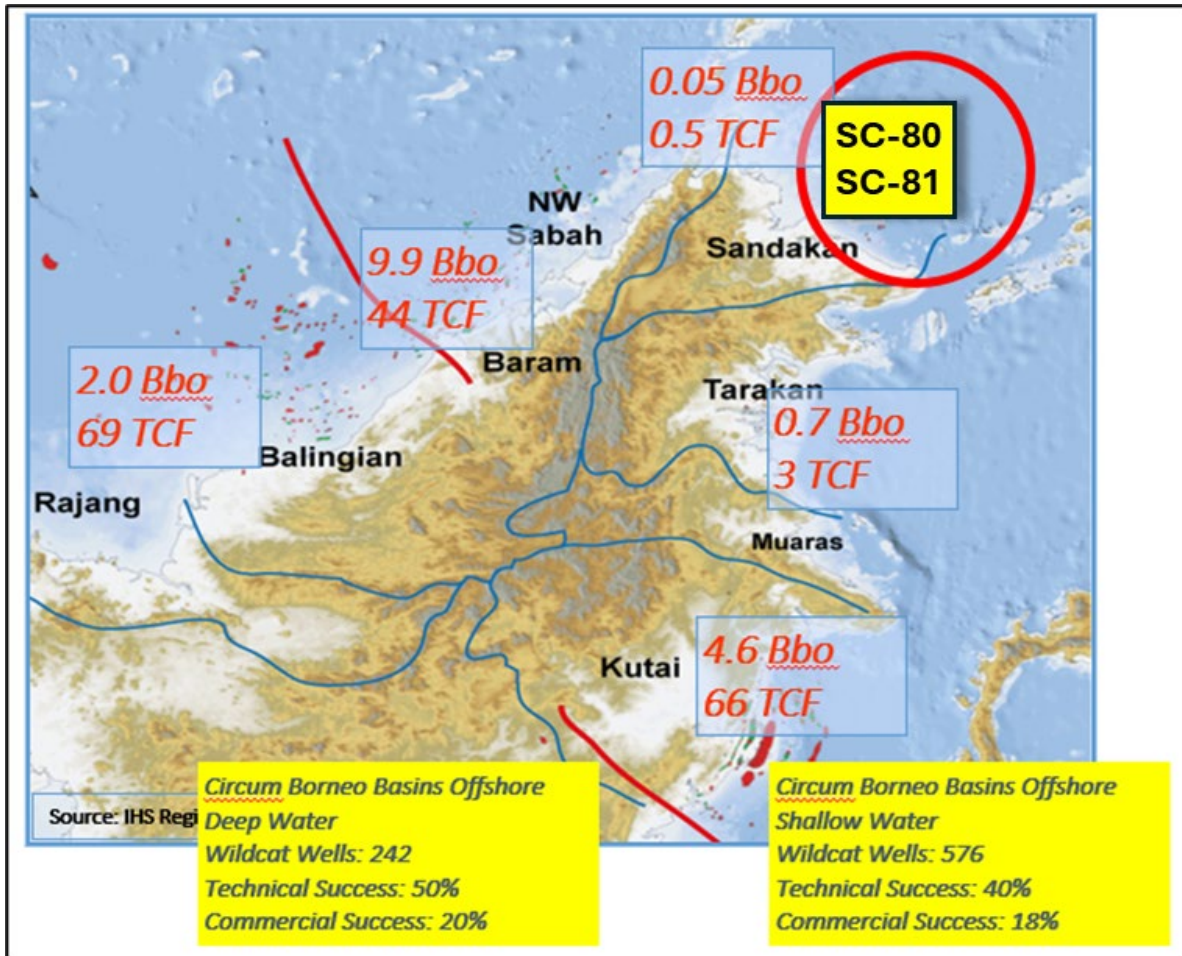 0.05 Bbo
0.5 TCF
SC-80
SC-81
NW
Sabah
Sandakan
9.9 Bbo
44 TCF
Baram
2.0 Bbo
69 TCF
Tarakan
0.7 Bbo
3 TCF
Balingian
Rajang
Muaras
Kutai
4.6 Bbo
66 TCF
Source: IHS Regi
Circum Borneo Basins Offshore
Deep Water
Wildcat Wells: 242
Technical Success: 50%
Commercial Success: 20%
Circum Borneo Basins Offshore
Shallow Water
Wildcat Wells: 576
Technical Success: 40%
Commercial Success: 18%